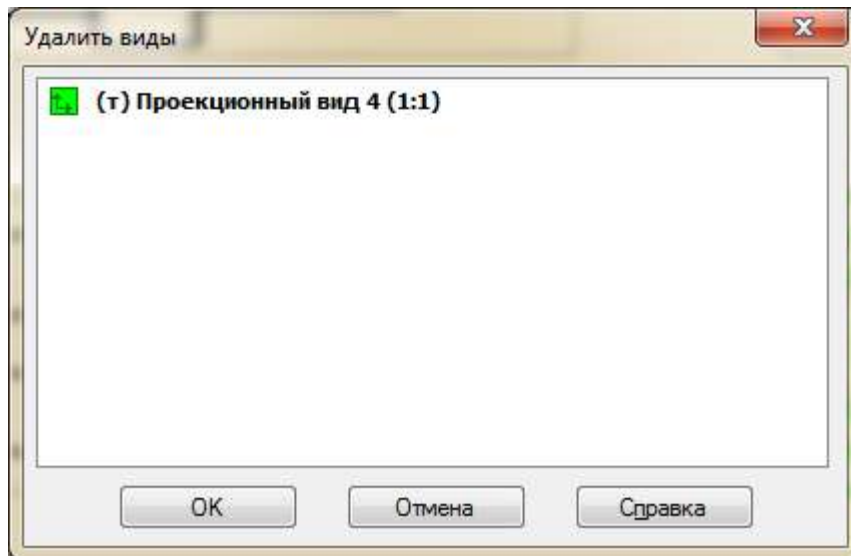 Удалить виды
(т) Проекционный вид 4 (1:1)
OK
Отмена
Справка